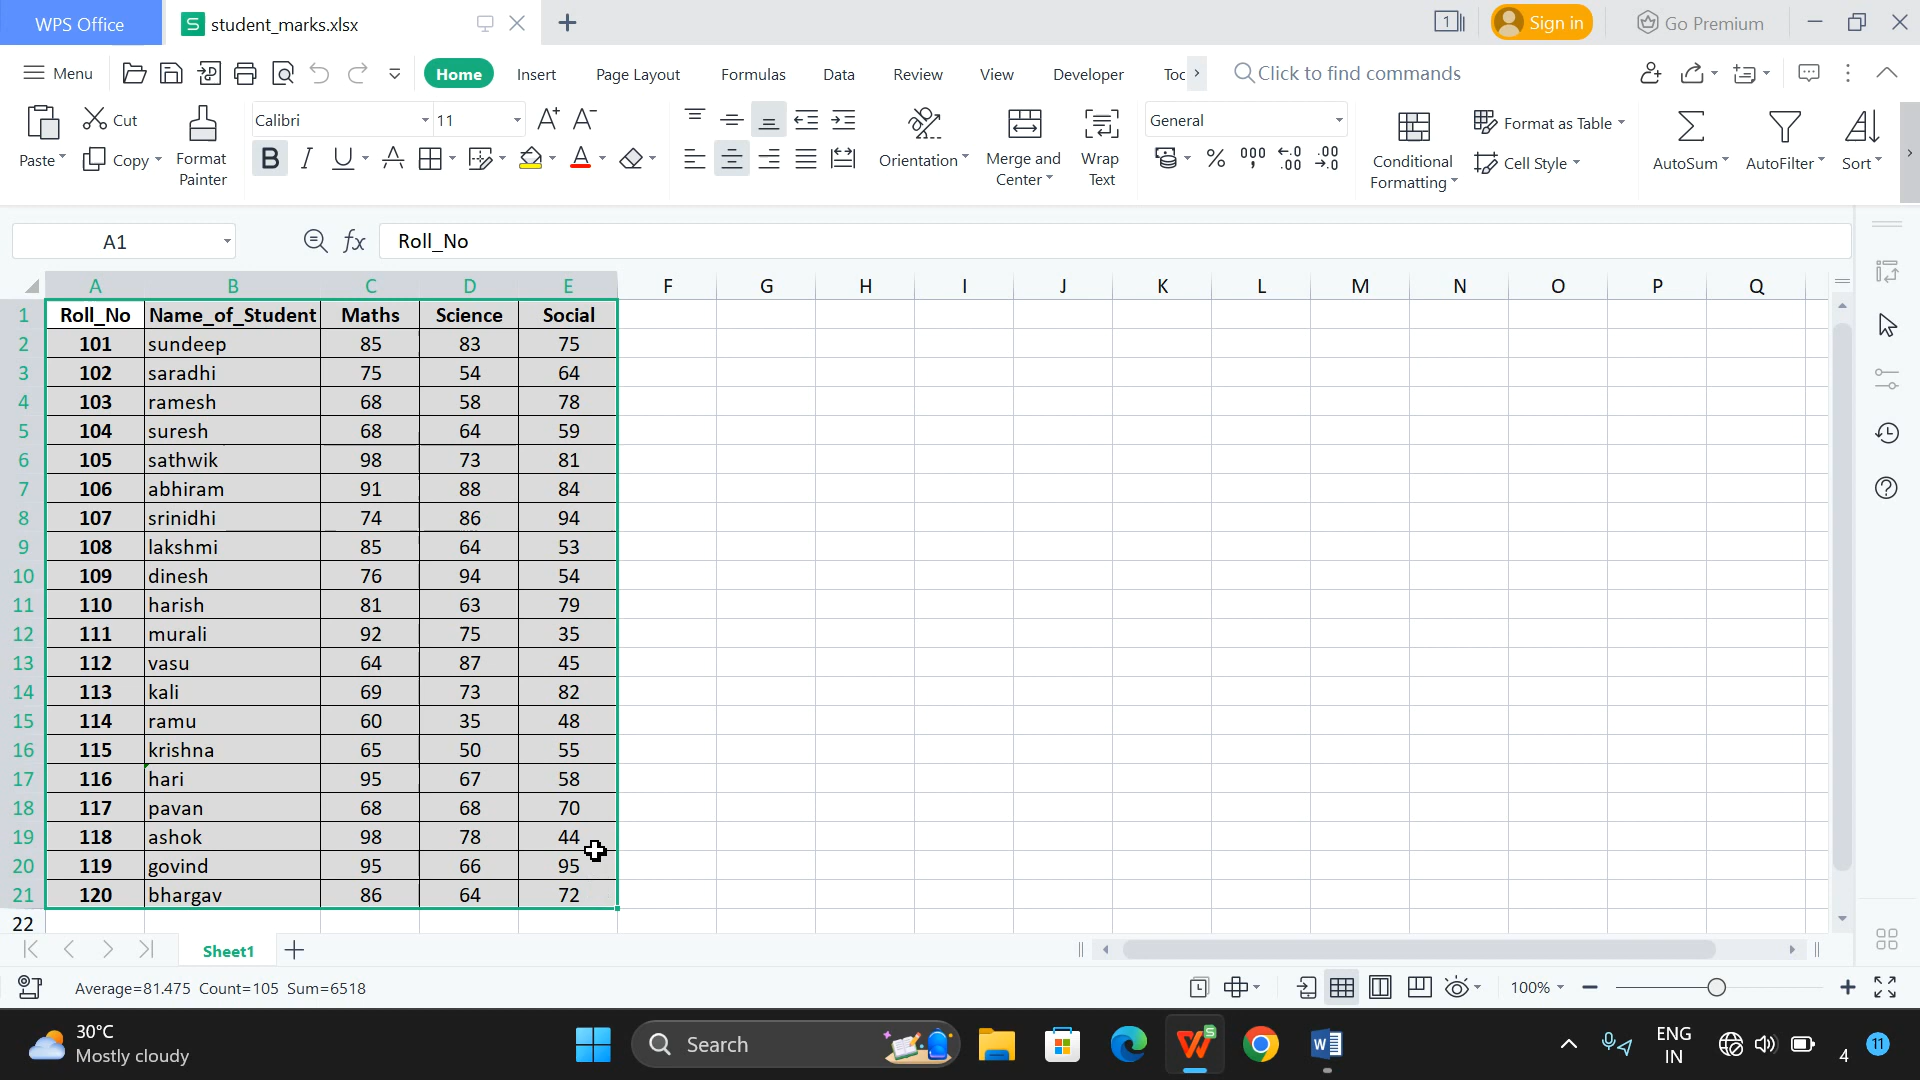 WPS Office student_marks.xlsx 1 Sign in Go Premium
Menu Home Insert Page Layout Formulas Data Review View Developer Click to find commands
Calibri 11 General
Paste Cut Copy Format Painter Orientation Merge and Center Wrap Text Conditional Formatting Format as Table Cell Style AutoSum AutoFilter Sort
A1 fx Roll_No
A B C D E F G H I J K L M N O P Q
1 Roll_No Name_of_Student Maths Science Social
2 101 sundeep 85 83 75
3 102 saradhi 75 54 64
4 103 ramesh 68 58 78
5 104 suresh 68 64 59
6 105 sathwik 98 73 81
7 106 abhiram 91 88 84
8 107 srinidhi 74 86 94
9 108 lakshmi 85 64 53
10 109 dinesh 76 94 54
11 110 harish 81 63 79
12 111 murali 92 75 35
13 112 vasu 64 87 45
14 113 kali 69 73 82
15 114 ramu 60 35 48
16 115 krishna 65 50 55
17 116 hari 95 67 58
18 117 pavan 68 68 70
19 118 ashok 98 78 44
20 119 govind 95 66 95
21 120 bhargav 86 64 72
22
Sheet1
Average=81.475 Count=105 Sum=6518 100%
30°C
Mostly cloudy
Search
ENG
IN
4 11